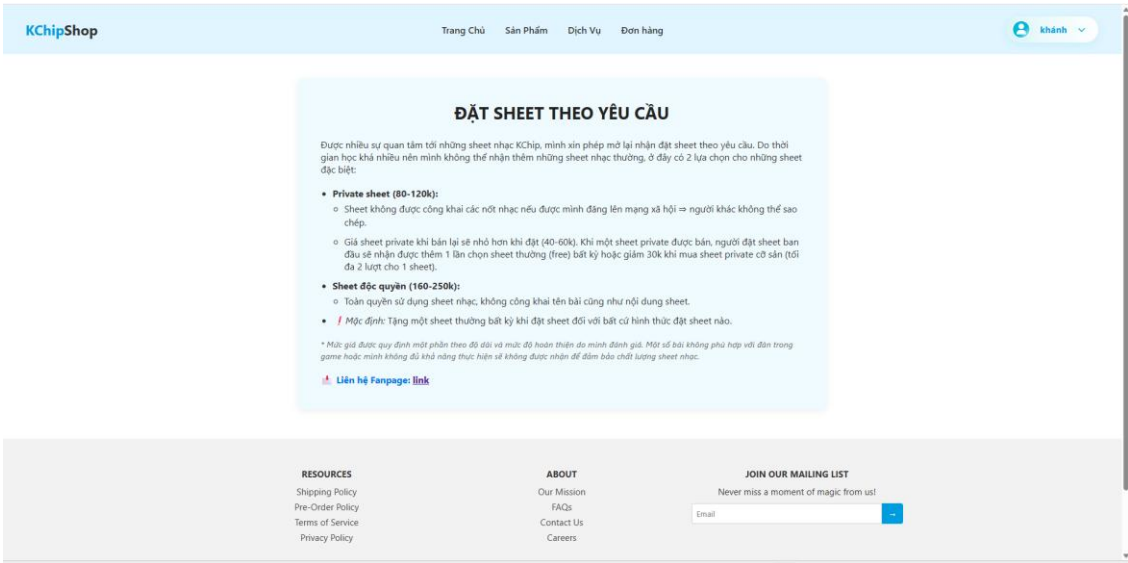 KChipShop
Trang Chủ
Sản Phẩm
Dịch Vụ
Đơn hàng
khánh
ĐẶT SHEET THEO YÊU CẦU
Được nhiều sự quan tâm tới những sheet nhạc KChip, mình xin phép mở lại nhận đặt sheet theo yêu cầu. Do thời
gian học khá nhiều nên mình không thể nhận thêm những sheet nhạc thường, ở đây có 2 lựa chọn cho những sheet
đặc biệt:
• Private sheet (80-120k):
○ Sheet không được công khai các nốt nhạc nếu được mình đăng lên mạng xã hội ⇒ người khác không thể sao
chép.
○ Giá sheet private khi bán lại sẽ nhỏ hơn khi đặt (40-60k). Khi một sheet private được bán, người đặt sheet ban
đầu sẽ nhận được thêm 1 lần chọn sheet thường (free) bất kỳ hoặc giảm 30k khi mua sheet private cỡ sẵn (tối
đa 2 lượt cho 1 sheet).
• Sheet độc quyền (160-250k):
○ Toàn quyền sử dụng sheet nhạc, không công khai tên bài cũng như nội dung sheet.
• ❗ Mặc định: Tặng một sheet thường bất kỳ khi đặt sheet đối với bất cứ hình thức đặt sheet nào.
* Mức giá được quy định một phần theo độ dài và mức độ hoàn thiện do mình đánh giá. Một số bài không phù hợp với đàn trong
game hoặc mình không đủ khả năng thực hiện sẽ không được nhận để đảm bảo chất lượng sheet nhạc.
📩 Liên hệ Fanpage: link
RESOURCES
Shipping Policy
Pre-Order Policy
Terms of Service
Privacy Policy
ABOUT
Our Mission
FAQs
Contact Us
Careers
JOIN OUR MAILING LIST
Never miss a moment of magic from us!
Email
→